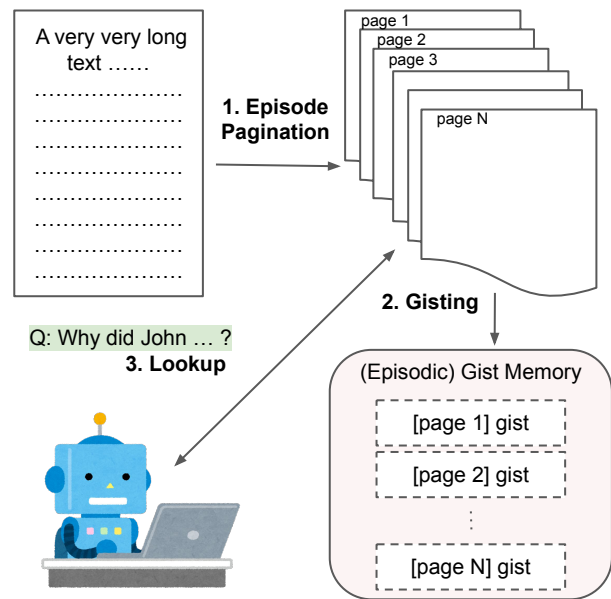 A very very long
text ……
1. Episode
Pagination
page 1
page 2
page 3
page N
2. Gisting
Q: Why did John … ?
3. Lookup
(Episodic) Gist Memory
[page 1] gist
[page 2] gist
⋮
[page N] gist